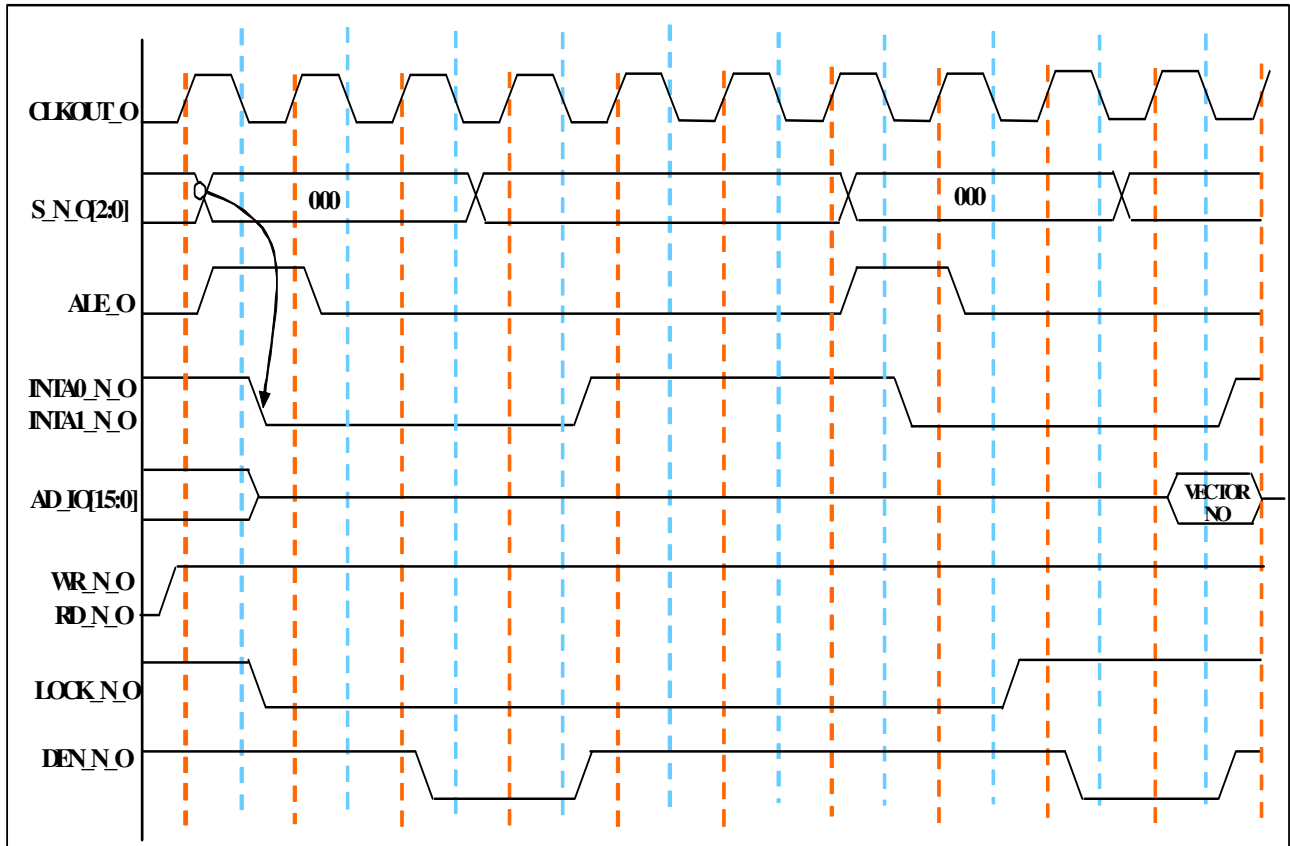 CLKOUT_O
S_N_O[2:0]
000
000
ALE_O
INTA0_N_O
INTA1_N_O
AD_IO[15:0]
VECTOR
NO
WR_N_O
RD_N_O
LOCK_N_O
DEN_N_O